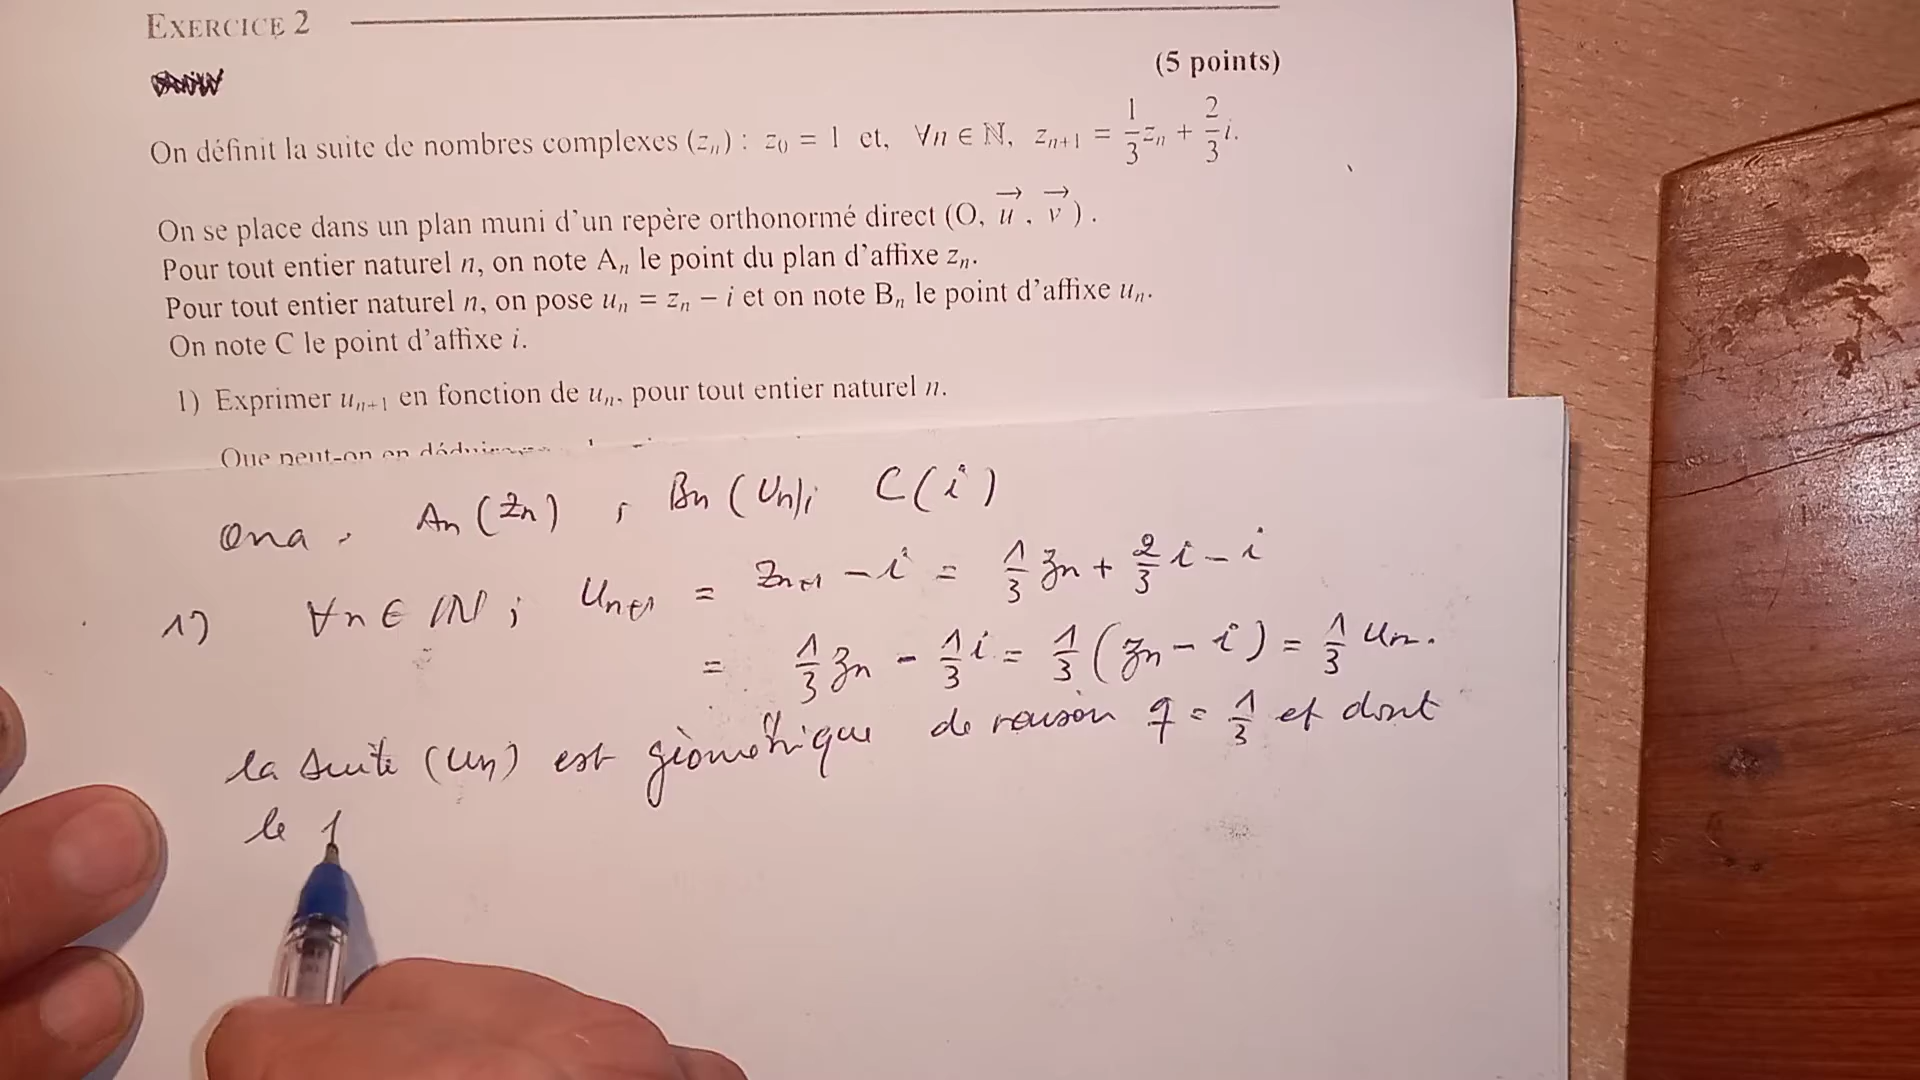 EXERCICE 2
(5 points)
On définit la suite de nombres complexes (zₙ) : z₀ = 1 et, ∀n ∈ ℕ, zₙ₊₁ = 1/3 zₙ + 2/3 i.
On se place dans un plan muni d'un repère orthonormé direct (O, u⃗, v⃗).
Pour tout entier naturel n, on note Aₙ le point du plan d'affixe zₙ.
Pour tout entier naturel n, on pose uₙ = zₙ − i et on note Bₙ le point d'affixe uₙ.
On note C le point d'affixe i.
1) Exprimer uₙ₊₁ en fonction de uₙ, pour tout entier naturel n.
Que peut-on en
Ona, Aₙ(Zₙ) ; Bₙ(Uₙ); C(i)
1) ∀n ∈ ℕ ; Uₙ₊₁ = Zₙ₊₁ − i = 1/3 zₙ + 2/3 i − i
= 1/3 zₙ − 1/3 i = 1/3 (zₙ − i) = 1/3 uₙ.
la suite (uₙ) est géométrique de raison q = 1/3 et dont
le 1